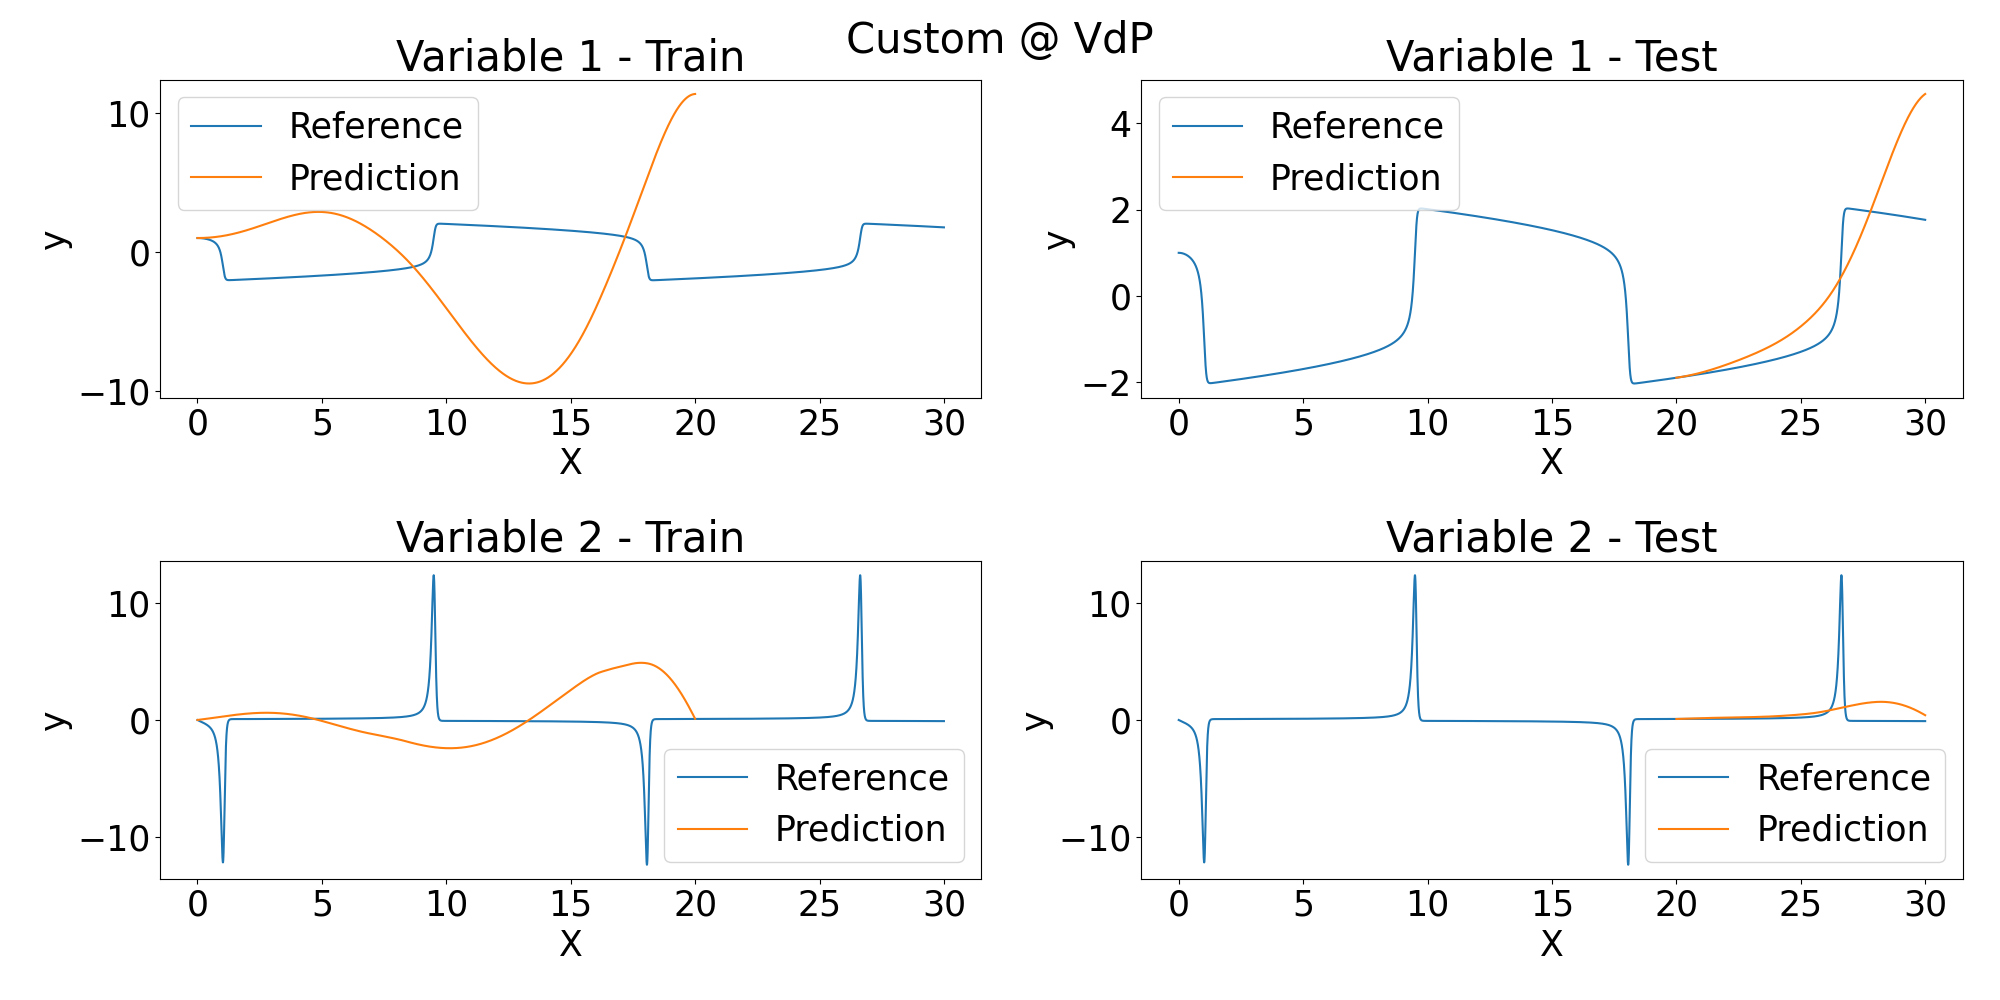 Custom @ VdP
Variable 1 - Train
10
0
−10
y
Reference
Prediction
0 5 10 15 20 25 30
X
Variable 1 - Test
4
2
0
−2
y
Reference
Prediction
0 5 10 15 20 25 30
X
Variable 2 - Train
10
0
−10
y
Reference
Prediction
0 5 10 15 20 25 30
X
Variable 2 - Test
10
0
−10
y
Reference
Prediction
0 5 10 15 20 25 30
X